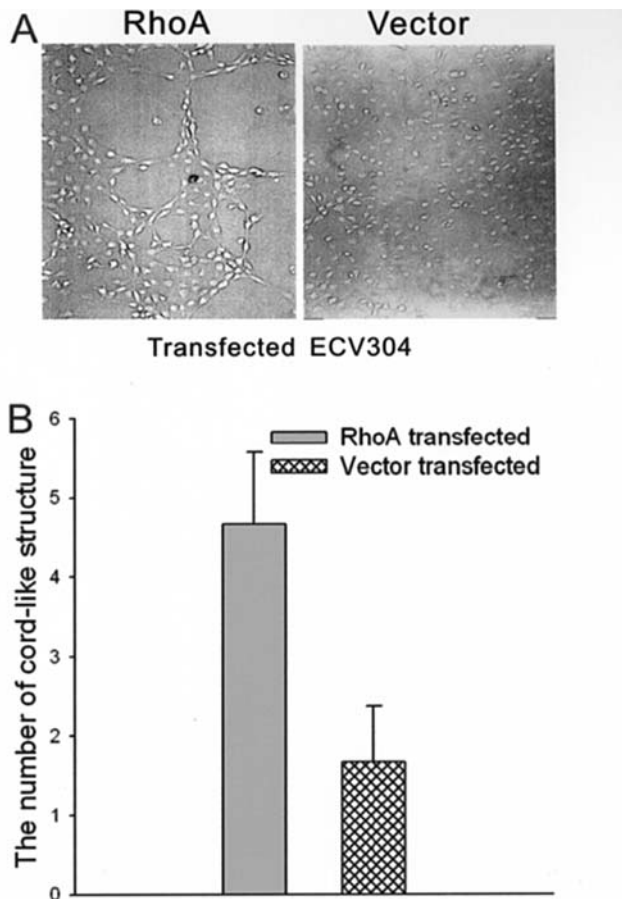 A
RhoA
Vector
Transfected ECV304
B
The number of cord-like structure
6
5
4
3
2
1
0
RhoA transfected
Vector transfected